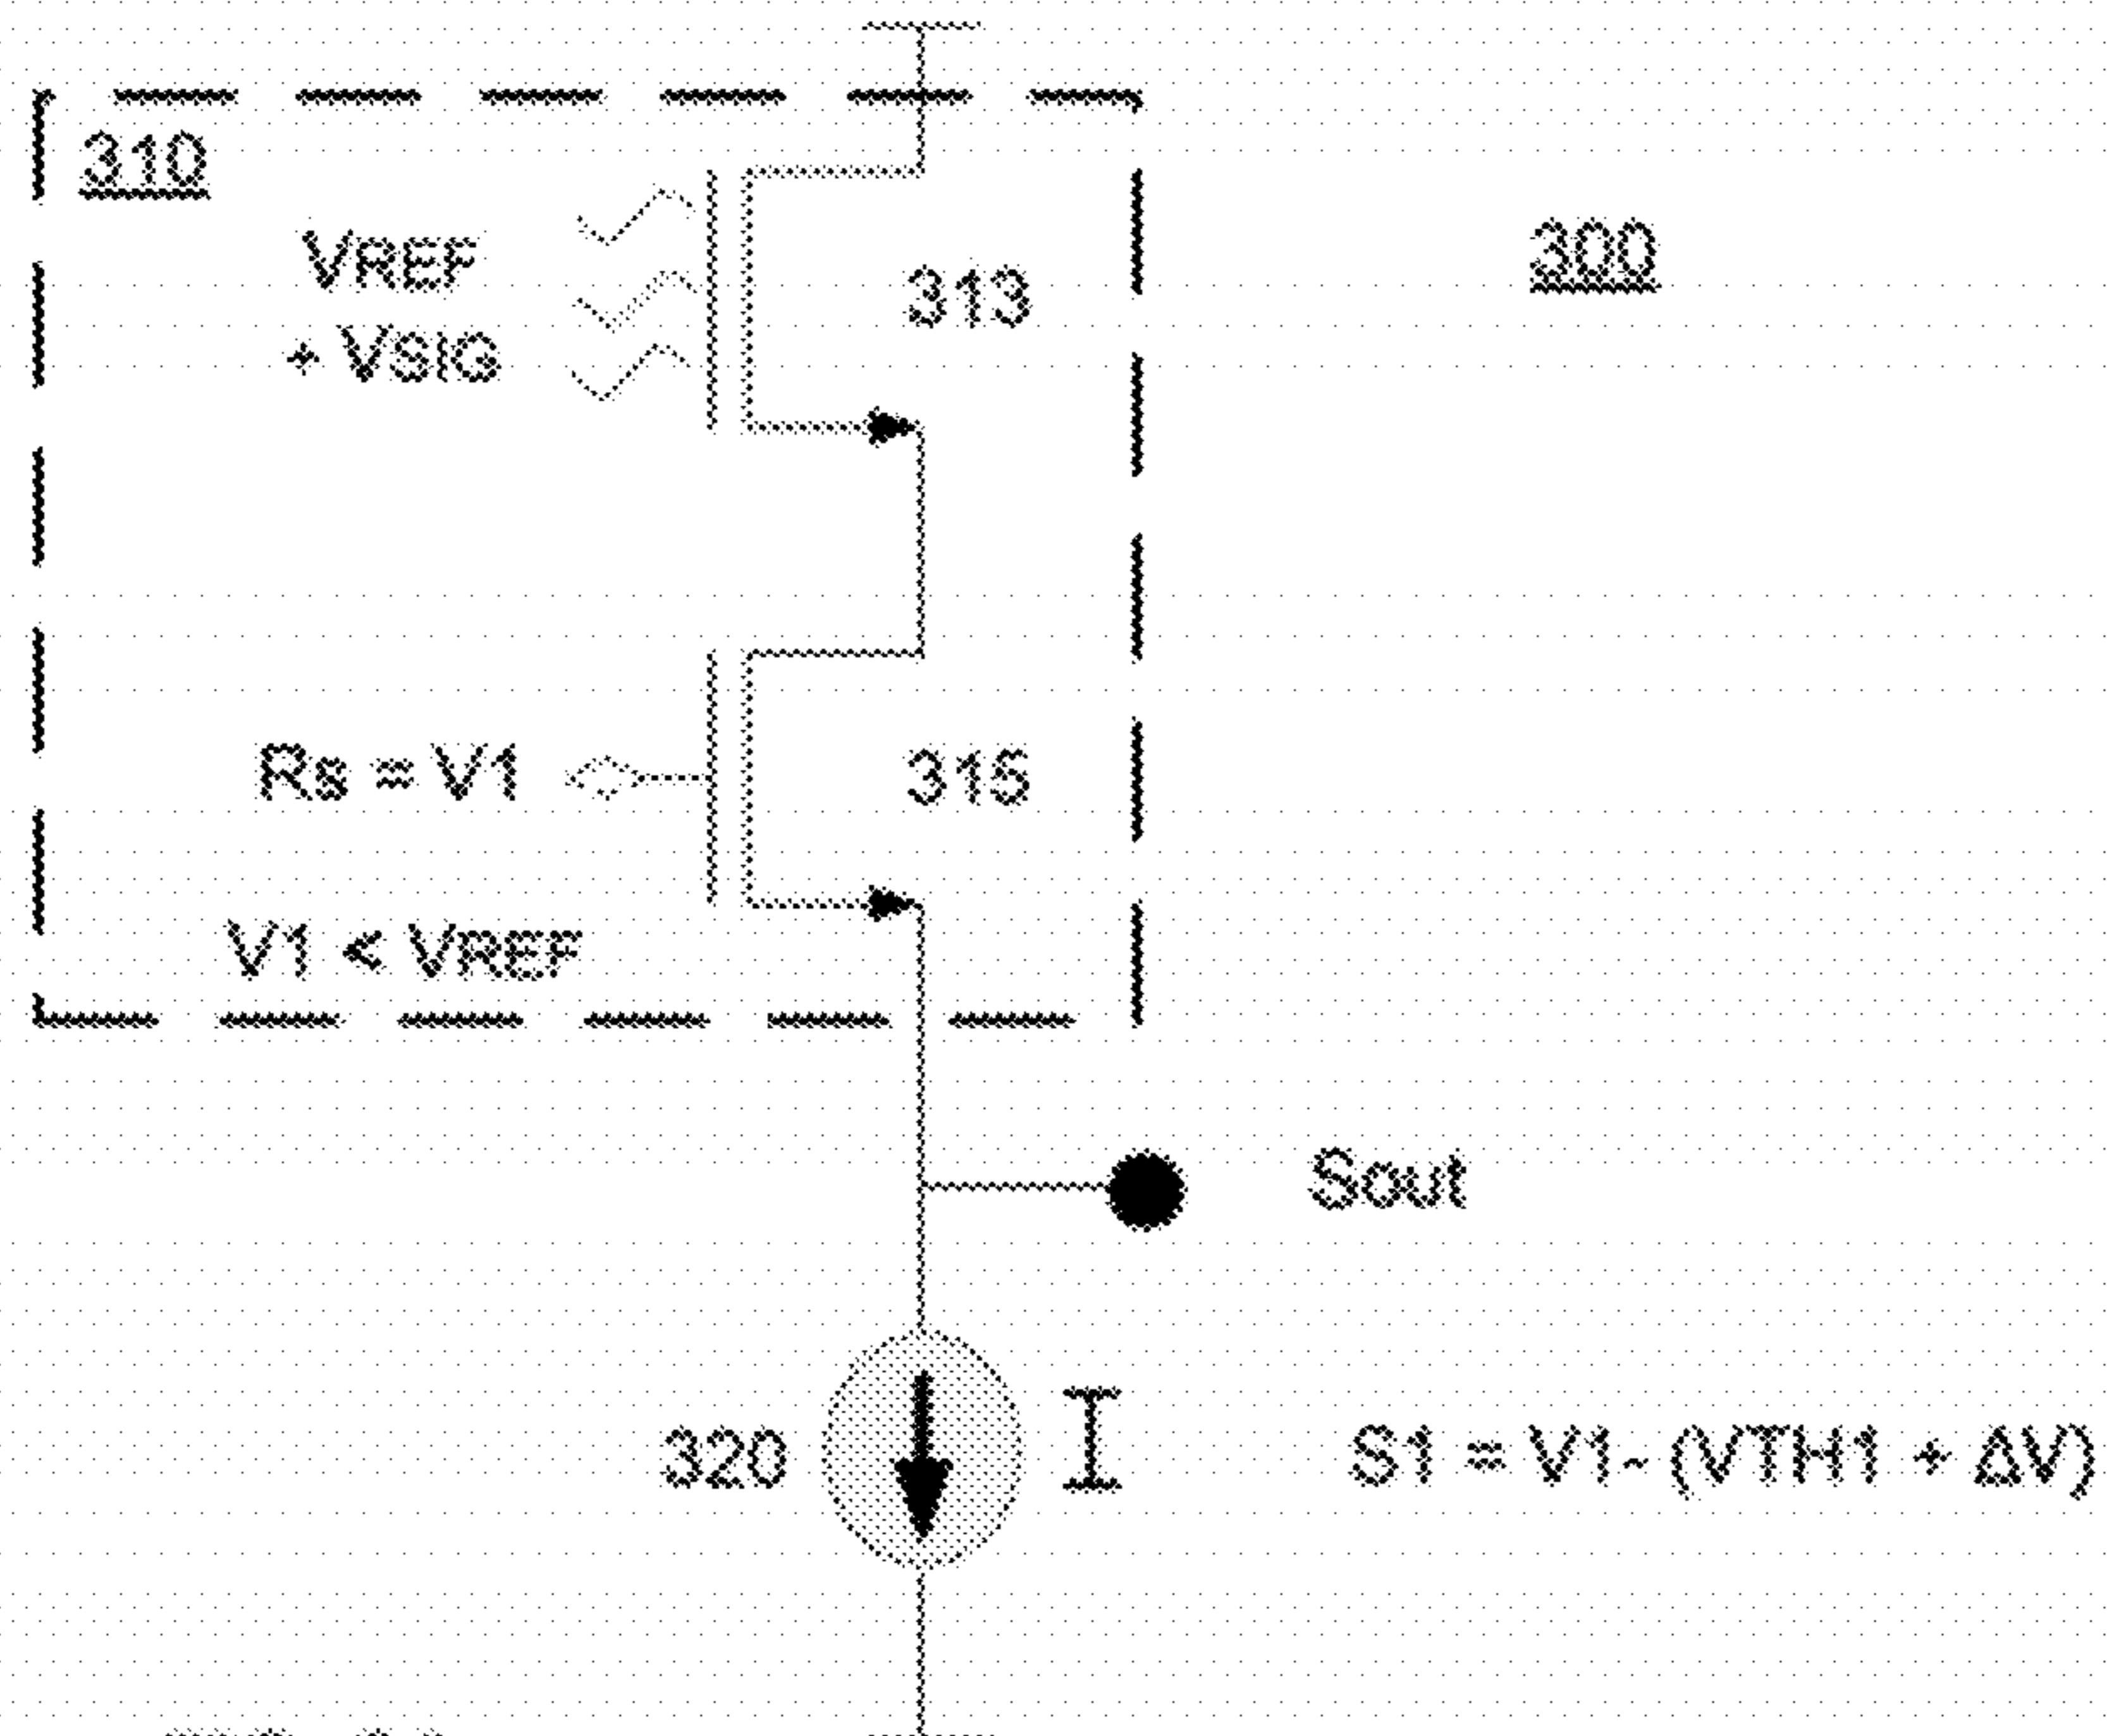 310
VREF
+ VSIG
313
300
Rs = V1
315
V1 < VREF
Sout
320
I
S1 = V1- (VTH1 + ΔV)